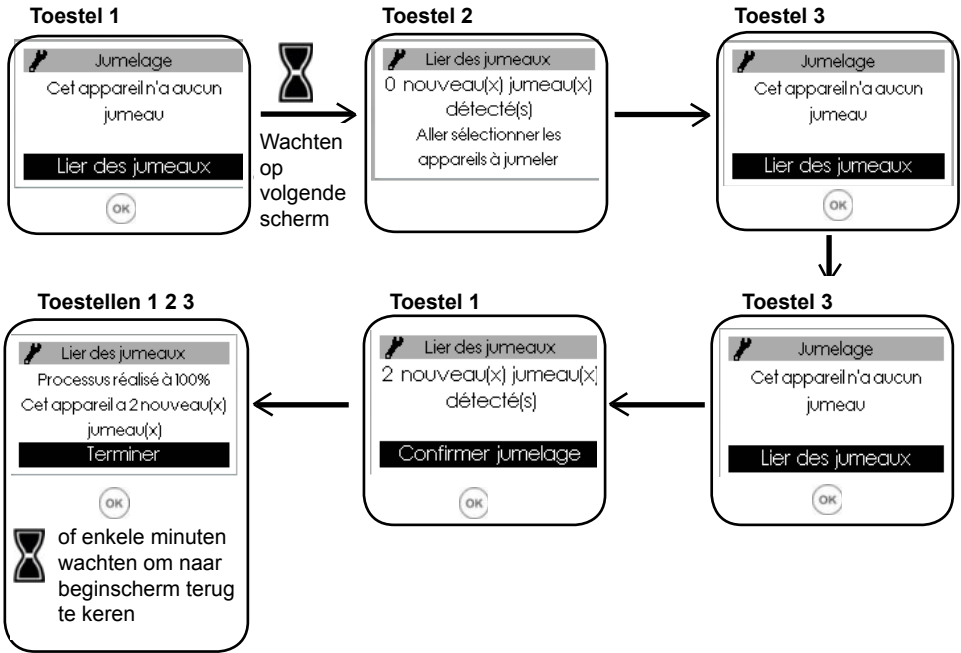 Toestel 1
Jumelage
Cet appareil n'a aucun
jumeau
Lier des jumeaux
OK
Wachten
op
volgende
scherm
Toestel 2
Lier des jumeaux
0 nouveau(x) jumeau(x)
détecté(s)
Aller sélectionner les
appareils à jumeler
Toestel 3
Jumelage
Cet appareil n'a aucun
jumeau
Lier des jumeaux
OK
Toestel 3
Jumelage
Cet appareil n'a aucun
jumeau
Lier des jumeaux
OK
Toestel 1
Lier des jumeaux
2 nouveau(x) jumeau(x)
détecté(s)
Confirmer jumelage
OK
Toestellen 1 2 3
Lier des jumeaux
Processus réalisé à 100%
Cet appareil a 2 nouveau(x)
jumeau(x)
Terminer
OK
of enkele minuten
wachten om naar
beginscherm terug
te keren